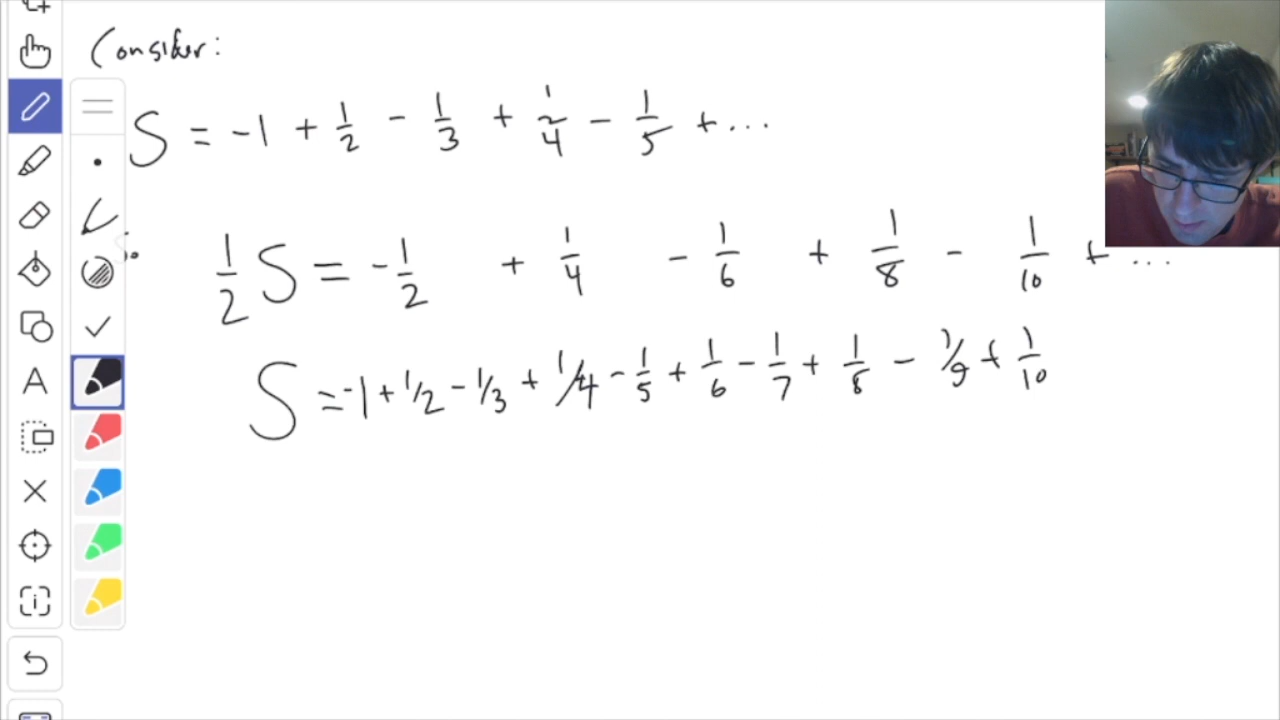 Consider:
S = -1 + 1/2 - 1/3 + 1/4 - 1/5 + ...
1/2 S = -1/2 + 1/4 - 1/6 + 1/8 - 1/10 + ...
S = -1 + 1/2 - 1/3 + 1/4 - 1/5 + 1/6 - 1/7 + 1/8 - 1/9 + 1/10